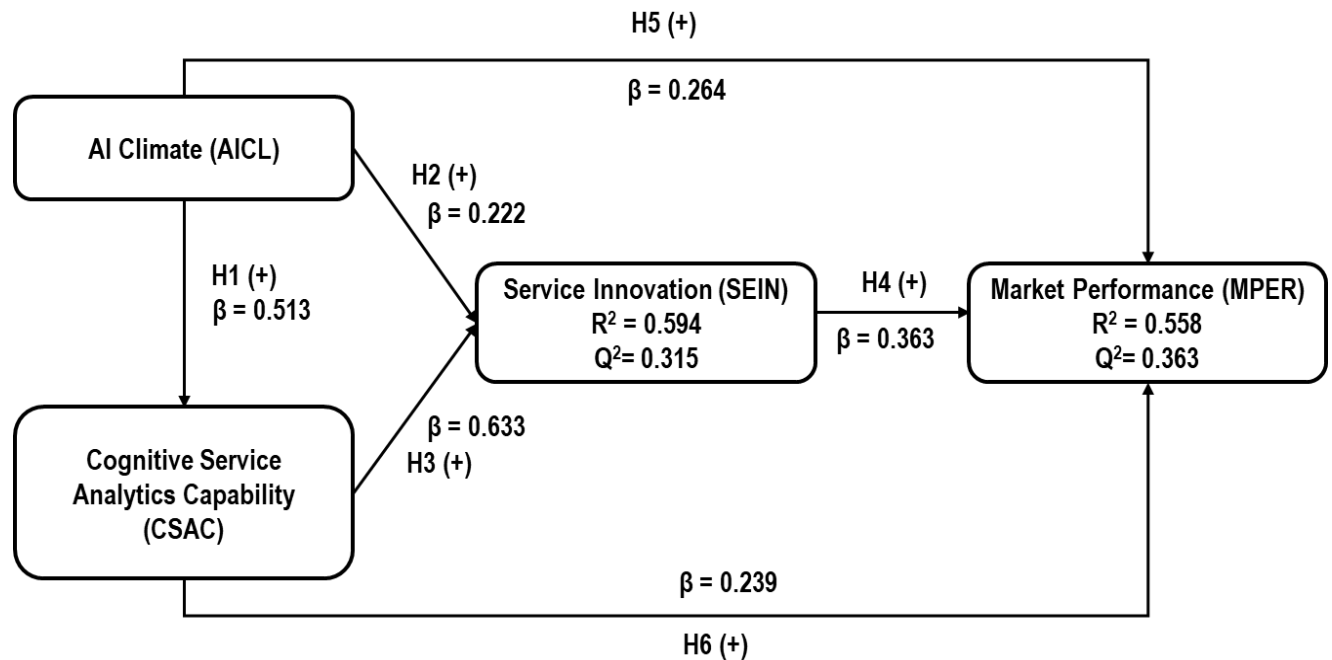 H5 (+)
β = 0.264
AI Climate (AICL)
H2 (+)
β = 0.222
H1 (+)
β = 0.513
Service Innovation (SEIN)
R² = 0.594
Q²= 0.315
H4 (+)
β = 0.363
Market Performance (MPER)
R² = 0.558
Q²= 0.363
β = 0.633
H3 (+)
Cognitive Service
Analytics Capability
(CSAC)
β = 0.239
H6 (+)